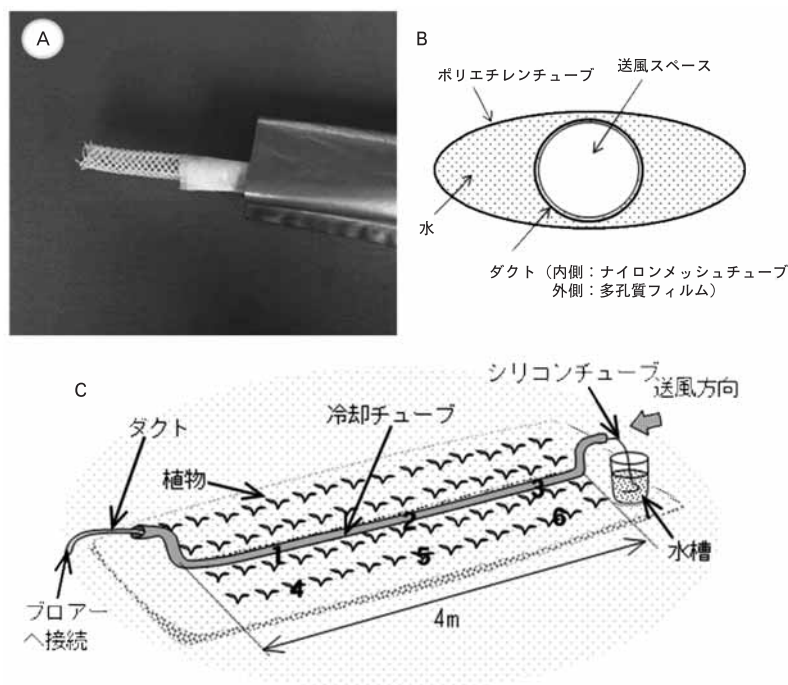 A
B
ポリエチレンチューブ
送風スペース
水
ダクト（内側：ナイロンメッシュチューブ
外側：多孔質フィルム）
C
シリコンチューブ
送風方向
ダクト
冷却チューブ
植物
1
2
3
4
5
6
水槽
ブロアー
へ接続
4m